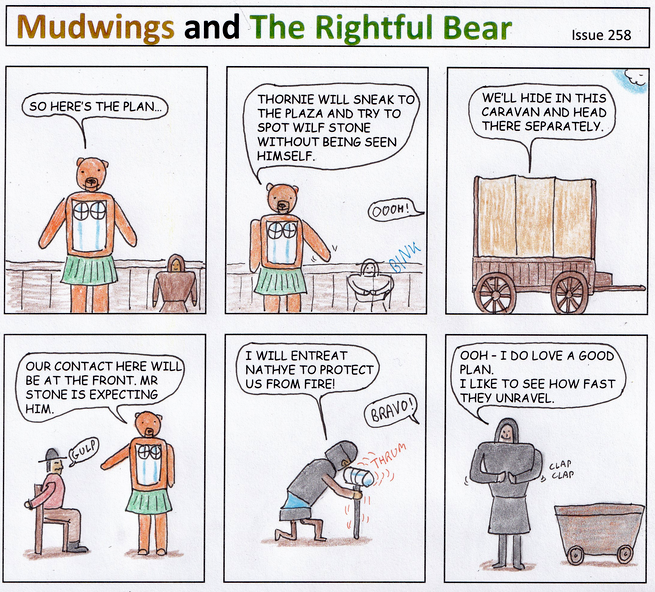 Mudwings and The Rightful Bear
Issue 258
SO HERE'S THE PLAN...
THORNIE WILL SNEAK TO
THE PLAZA AND TRY TO
SPOT WILF STONE
WITHOUT BEING SEEN
HIMSELF.
OOOH!
BINK
WE'LL HIDE IN THIS
CARAVAN AND HEAD
THERE SEPARATELY.
OUR CONTACT HERE WILL
BE AT THE FRONT. MR
STONE IS EXPECTING
HIM.
GULP
I WILL ENTREAT
NATHYE TO PROTECT
US FROM FIRE!
BRAVO!
THRUM
OOH - I DO LOVE A GOOD
PLAN.
I LIKE TO SEE HOW FAST
THEY UNRAVEL.
CLAP
CLAP